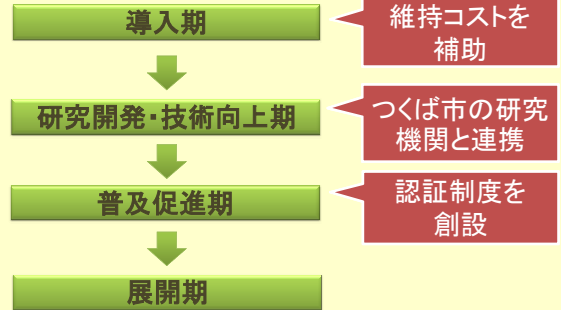 導入期
維持コストを
補助
研究開発・技術向上期
つくば市の研究
機関と連携
普及促進期
認証制度を
創設
展開期